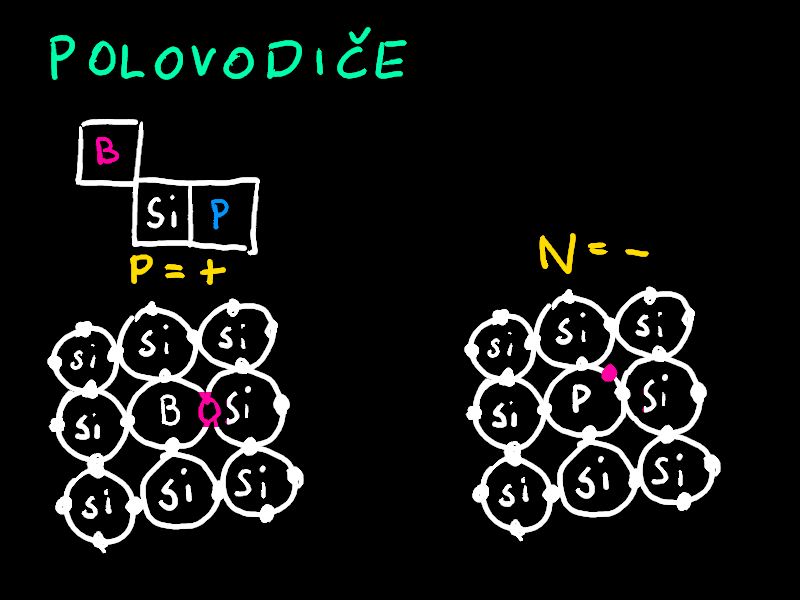 POLOVODIČE
B
Si P
P = +
N = -
Si Si Si
Si B Si
Si Si Si
Si Si Si
Si P Si
Si Si Si